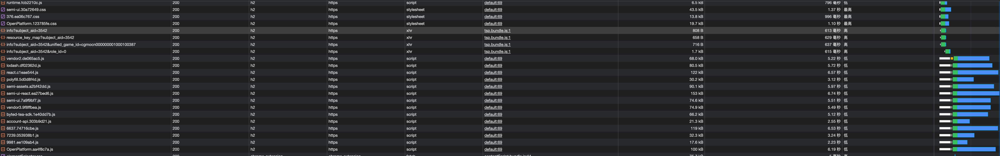 runtime.fcb2210c.js 200 h2 https script default:69 6.5 kB 796 毫秒 低
semi-ui.30a72649.css 200 h2 https stylesheet default:69 43.5 kB 1.37 秒 最高
376.ea06c767.css 200 h2 https stylesheet default:69 13.8 kB 996 毫秒 最高
OpenPlatform.123785fe.css 200 h2 https stylesheet default:69 19.7 kB 1.10 秒 最高
info?subject_aid=3542 200 h2 https xhr tsp.bundle.js:1 808 B 613 毫秒 高
resource_key_map?subject_aid=3542 200 h2 https xhr tsp.bundle.js:1 658 B 629 毫秒 高
info?subject_aid=3542&unified_game_id=cgmocn000000001000100387 200 h2 https xhr tsp.bundle.js:1 716 B 637 毫秒 高
info?subject_aid=3542&role_id=0 200 h2 https xhr tsp.bundle.js:1 1.7 kB 615 毫秒 高
vendor2.de065ac5.js 200 h2 https script default:69 68.0 kB 5.22 秒 低
lodash.df02362d.js 200 h2 https script default:69 80.5 kB 5.72 秒 低
react.c1eae544.js 200 h2 https script default:69 122 kB 6.57 秒 低
polyfill.5d0d8f4d.js 200 h2 https script default:69 30.2 kB 3.12 秒 低
semi-assets.a2bf42dd.js 200 h2 https script default:69 90.1 kB 5.97 秒 低
semi-ui-react.ea27bed6.js 200 h2 https script default:69 153 kB 6.74 秒 低
semi-ui.7a9f9bf7.js 200 h2 https script default:69 74.6 kB 5.51 秒 低
vendor3.9f8ffbea.js 200 h2 https script default:69 74.9 kB 5.49 秒 低
byted-tea-sdk.1e40dd7b.js 200 h2 https script default:69 66.2 kB 5.12 秒 低
account-api.303b9d21.js 200 h2 https script default:69 21.3 kB 2.55 秒 低
6637.74716cbe.js 200 h2 https script default:69 119 kB 6.53 秒 低
7239.053938b1.js 200 h2 https script default:69 32.3 kB 3.24 秒 低
9981.ee109ab4.js 200 h2 https script default:69 17.6 kB 2.23 秒 低
OpenPlatform.aa4f8c7a.js 200 h2 https script default:69 100 kB 6.19 秒 低